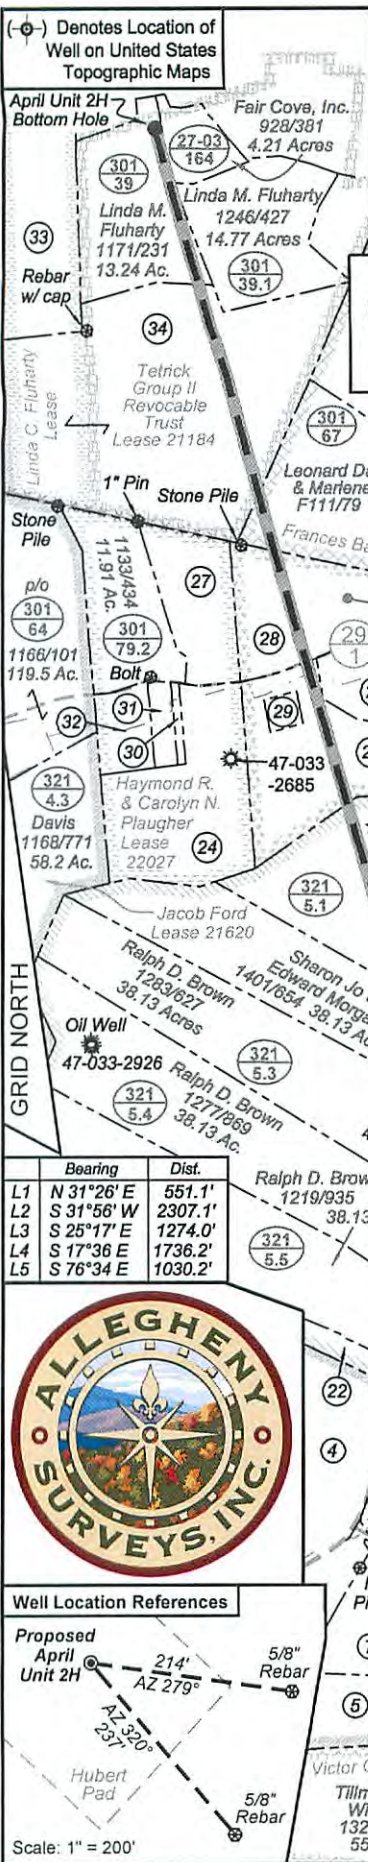 (-⌖-) Denotes Location of
Well on United States
Topographic Maps
April Unit 2H
Bottom Hole
Fair Cove, Inc.
928/381
4.21 Acres
27-03
164
301
39
Linda M.
Fluharty
1171/231
13.24 Ac.
Linda M. Fluharty
1246/427
14.77 Acres
301
39.1
33
Rebar
w/ cap
34
Linda C. Fluharty
Lease
Tetrick
Group II
Revocable
Trust
Lease 21184
301
67
Leonard Da
& Marlene
F111/79
1" Pin
Stone Pile
Stone
Pile
Frances Ba
1133/434
11.91 Ac.
27
p/o
301
64
1166/101
119.5 Ac.
301
79.2
28
29
1
Bolt
31
32
30
29
47-033
-2685
321
4.3
Davis
1168/771
58.2 Ac.
Haymond R.
& Carolyn N.
Plaugher
Lease
22027
24
321
5.1
Jacob Ford
Lease 21620
Ralph D. Brown
1283/627
38.13 Acres
Sharon Jo
Edward Morga
1401/654 38.13 Ac
GRID NORTH
Oil Well
47-033-2926
321
5.3
321
5.4
Ralph D. Brown
1277/869
38.13 Ac.
Bearing Dist.
L1 N 31°26' E 551.1'
L2 S 31°56' W 2307.1'
L3 S 25°17' E 1274.0'
L4 S 17°36 E 1736.2'
L5 S 76°34 E 1030.2'
Ralph D. Brow
1219/935
38.13
321
5.5
ALLEGHENY
SURVEYS, INC.
22
4
Well Location References
Proposed
April
Unit 2H
214'
AZ 279°
5/8"
Rebar
AZ 320°
237'
Hubert
Pad
5/8"
Rebar
Scale: 1" = 200'
5
Victor
Tillm
Wi
132
55